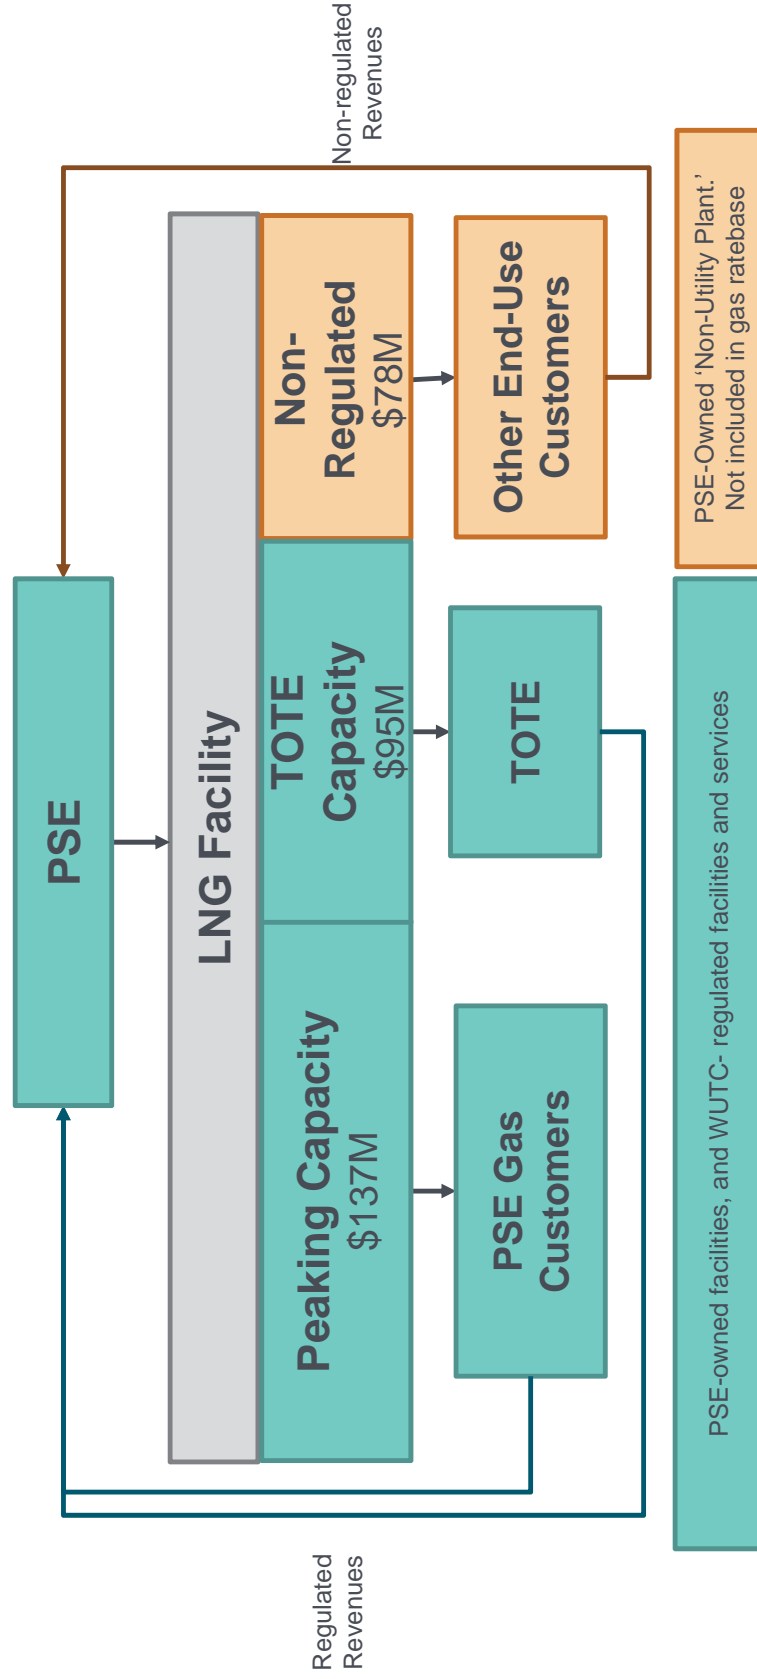 PSE
LNG Facility
Peaking Capacity
$137M
TOTE
Capacity
$95M
Non-
Regulated
$78M
PSE Gas
Customers
TOTE
Other End-Use
Customers
Regulated
Revenues
Non-regulated
Revenues
PSE-owned facilities, and WUTC- regulated facilities and services
PSE-Owned ‘Non-Utility Plant.’
Not included in gas ratebase